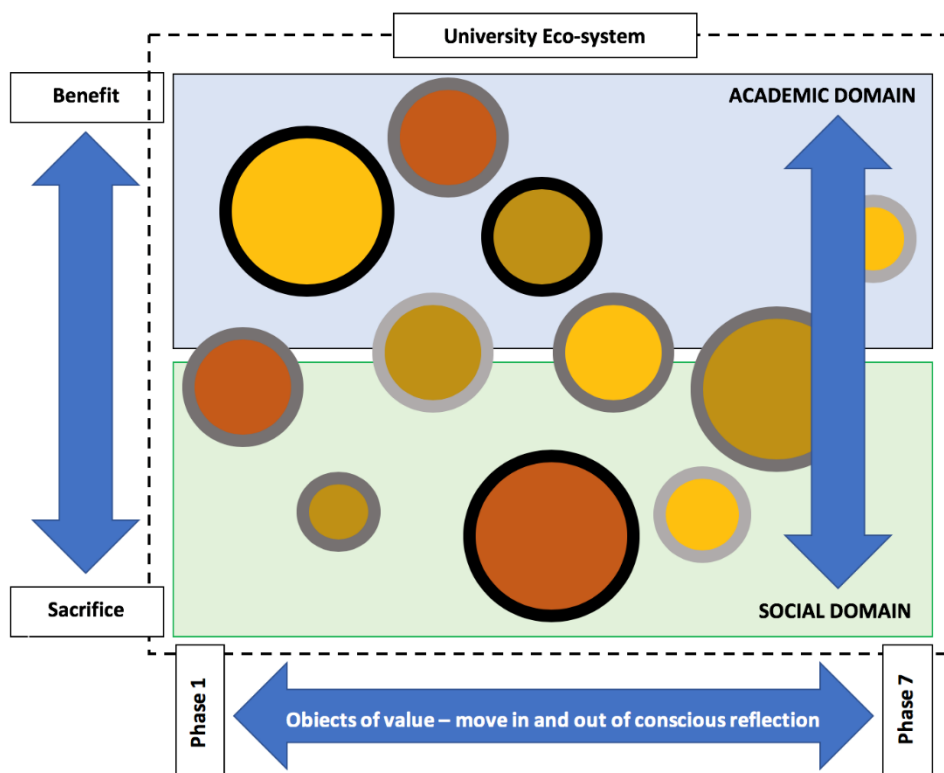 University Eco-system
Benefit
ACADEMIC DOMAIN
Sacrifice
SOCIAL DOMAIN
Phase 1
Objects of value – move in and out of conscious reflection
Phase 7